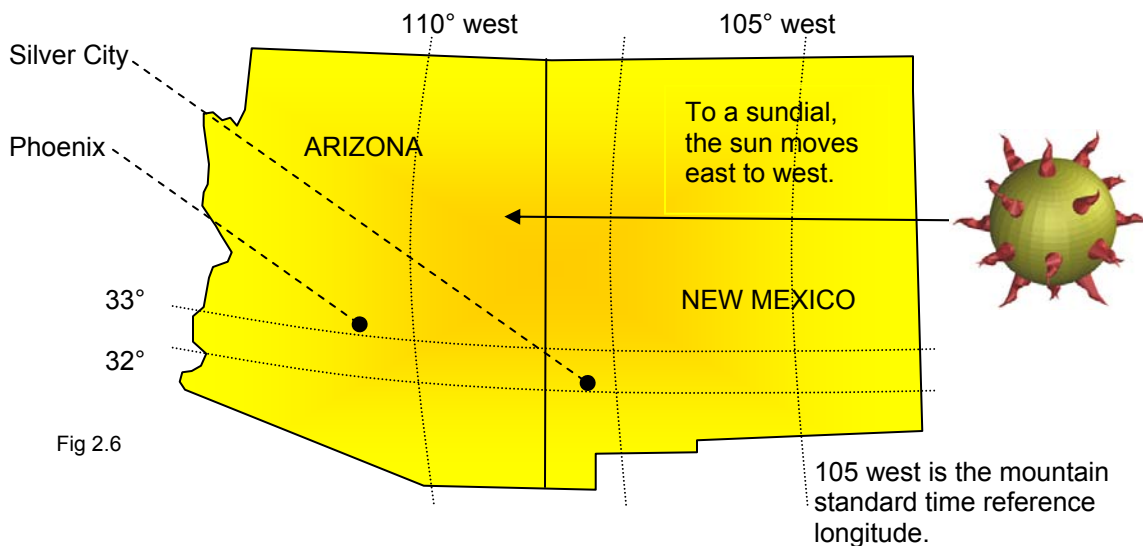 110° west
105° west
Silver City
Phoenix
ARIZONA
To a sundial,
the sun moves
east to west.
33°
NEW MEXICO
32°
Fig 2.6
105 west is the mountain
standard time reference
longitude.